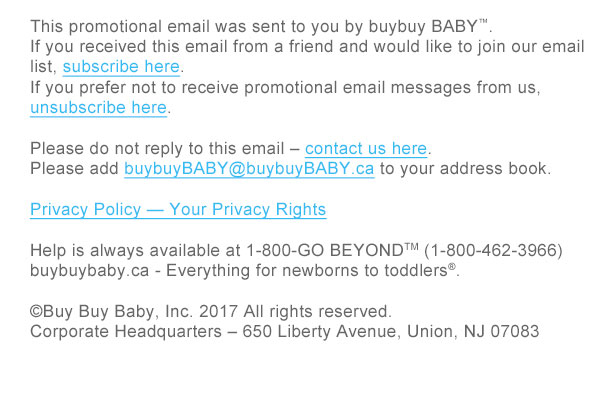 This promotional email was sent to you by buybuy BABY™.
If you received this email from a friend and would like to join our email
list, subscribe here.
If you prefer not to receive promotional email messages from us,
unsubscribe here.
Please do not reply to this email – contact us here.
Please add buybuyBABY@buybuyBABY.ca to your address book.
Privacy Policy — Your Privacy Rights
Help is always available at 1-800-GO BEYOND™ (1-800-462-3966)
buybuybaby.ca - Everything for newborns to toddlers®.
©Buy Buy Baby, Inc. 2017 All rights reserved.
Corporate Headquarters – 650 Liberty Avenue, Union, NJ 07083